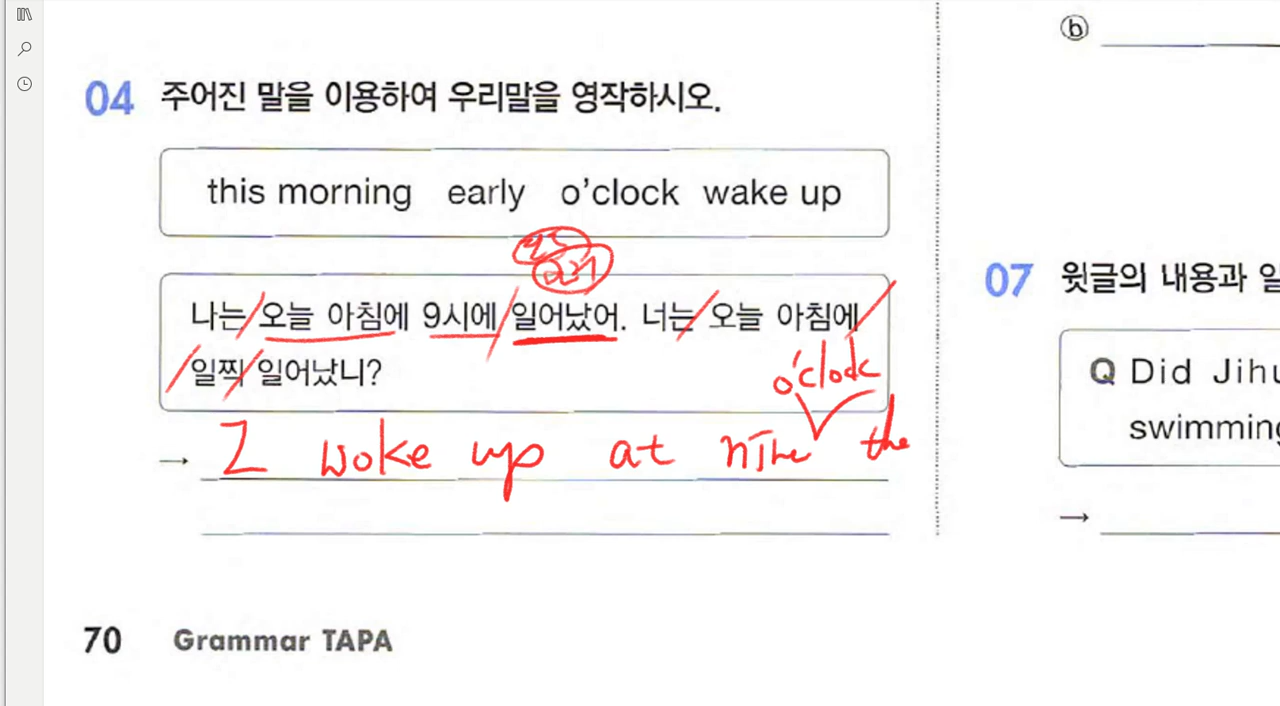 ⓑ
04 주어진 말을 이용하여 우리말을 영작하시오.
this morning early o'clock wake up
나는 오늘 아침에 9시에 일어났어. 너는 오늘 아침에
일찍 일어났니?
o'clock
→ I woke up at nine the
70 Grammar TAPA
07 윗글의 내용과 일
Q Did Jihu
swimming
→